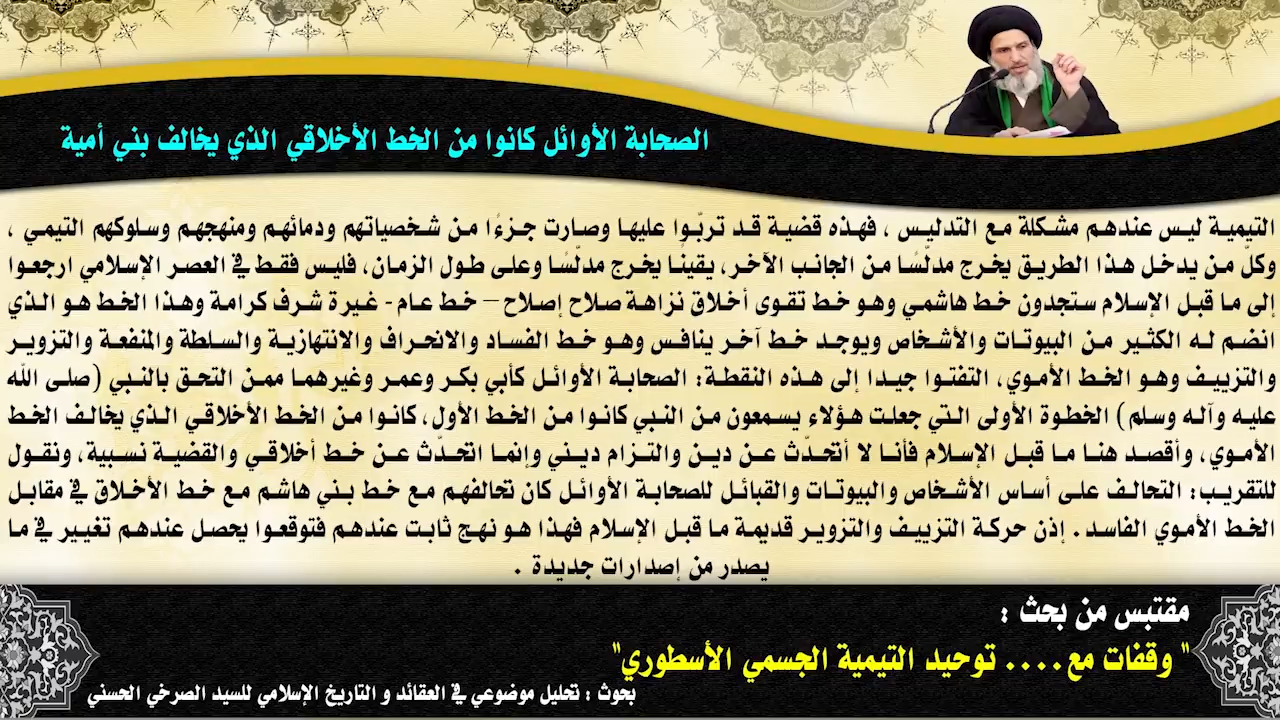 الصحابة الأوائل كانوا من الخط الأخلاقي الذي يخالف بني أمية
التيمية ليس عندهم مشكلة مع التدليس ، فهذه قضية قد تربّوا عليها وصارت جزءًا من شخصياتهم ودمائهم ومنهجهم وسلوكهم التيمي ،
وكلّ من يدخل هذا الطريق يخرج مدلّسًا من الجانب الآخر، يقينًا يخرج مدلّسًا وعلى طول الزمان، فليس فقط في العصر الإسلامي ارجعوا
إلى ما قبل الإسلام ستجدون خط هاشمي وهو خط تقوى أخلاق نزاهة صلاح إصلاح – خط عام- غيرة شرف كرامة وهذا الخط هو الذي
انضم له الكثير من البيوتات والأشخاص ويوجد خط آخر ينافس وهو خط الفساد والانحراف والانتهازية والسلطة والمنفعة والتزوير
والتزييف وهو الخط الأموي، التفتوا جيدا إلى هذه النقطة: الصحابة الأوائل كأبي بكر وعمر وغيرهما ممن التحق بالنبي (صلى الله
عليه وآله وسلم) الخطوة الأولى التي جعلت هؤلاء يسمعون من النبي كانوا من الخط الأول، كانوا من الخط الأخلاقي الذي يخالف الخط
الأموي، وأقصد هنا ما قبل الإسلام فأنا لا أتحدّث عن دين والتزام ديني وإنما اتحدّث عن خط أخلاقي والقضية نسبية، ونقول
للتقريب: التحالف على أساس الأشخاص والبيوتات والقبائل للصحابة الأوائل كان تحالفهم مع خط بني هاشم مع خط الأخلاق في مقابل
الخط الأموي الفاسد. إذن حركة التزييف والتزوير قديمة ما قبل الإسلام فهذا هو نهج ثابت عندهم فتوقعوا يحصل عندهم تغيير في ما
يصدر من إصدارات جديدة .
مقتبس من بحث :
" وقفات مع.... توحيد التيمية الجسمي الأسطوري"
بحوث : تحليل موضوعي في العقائد و التاريخ الإسلامي للسيد الصرخي الحسني